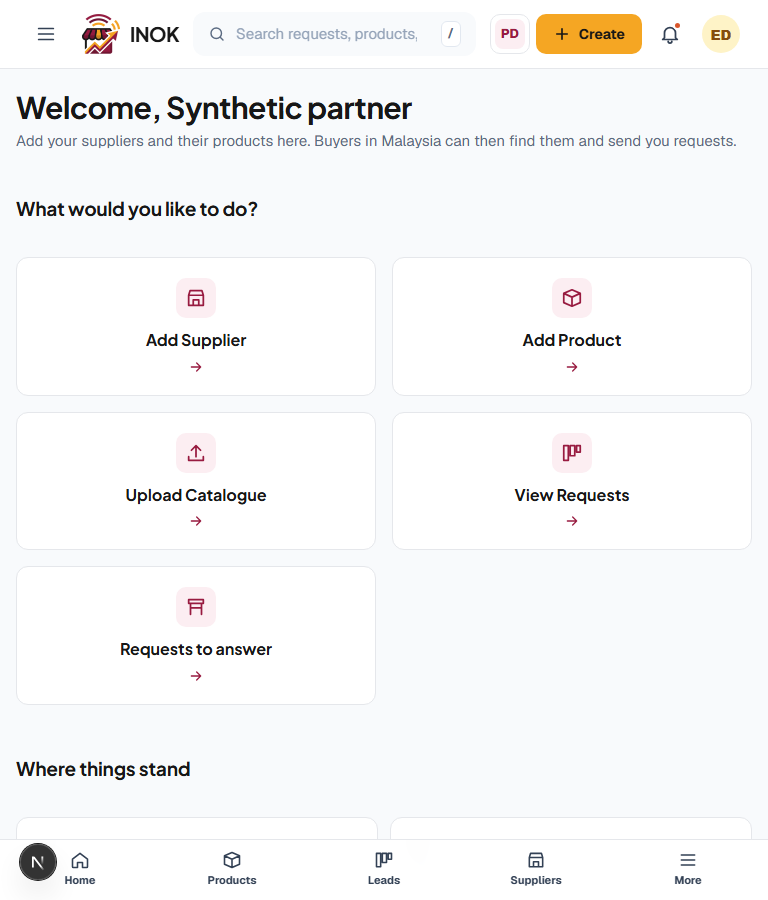 INOK
Search requests, products,
/
PD
Create
ED
Welcome, Synthetic partner
Add your suppliers and their products here. Buyers in Malaysia can then find them and send you requests.
What would you like to do?
Add Supplier
Add Product
Upload Catalogue
View Requests
Requests to answer
Where things stand
N
Home
Products
Leads
Suppliers
More